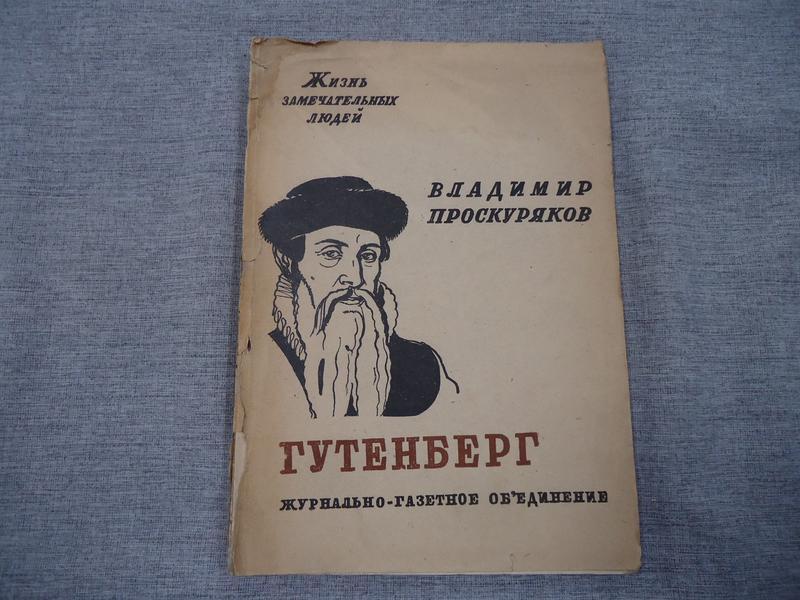 Жизнь
замечательных
людей
ВЛАДИМИР
ПРОСКУРЯКОВ
ГУТЕНБЕРГ
ЖУРНАЛЬНО-ГАЗЕТНОЕ ОБ'ЕДИНЕНИЕ